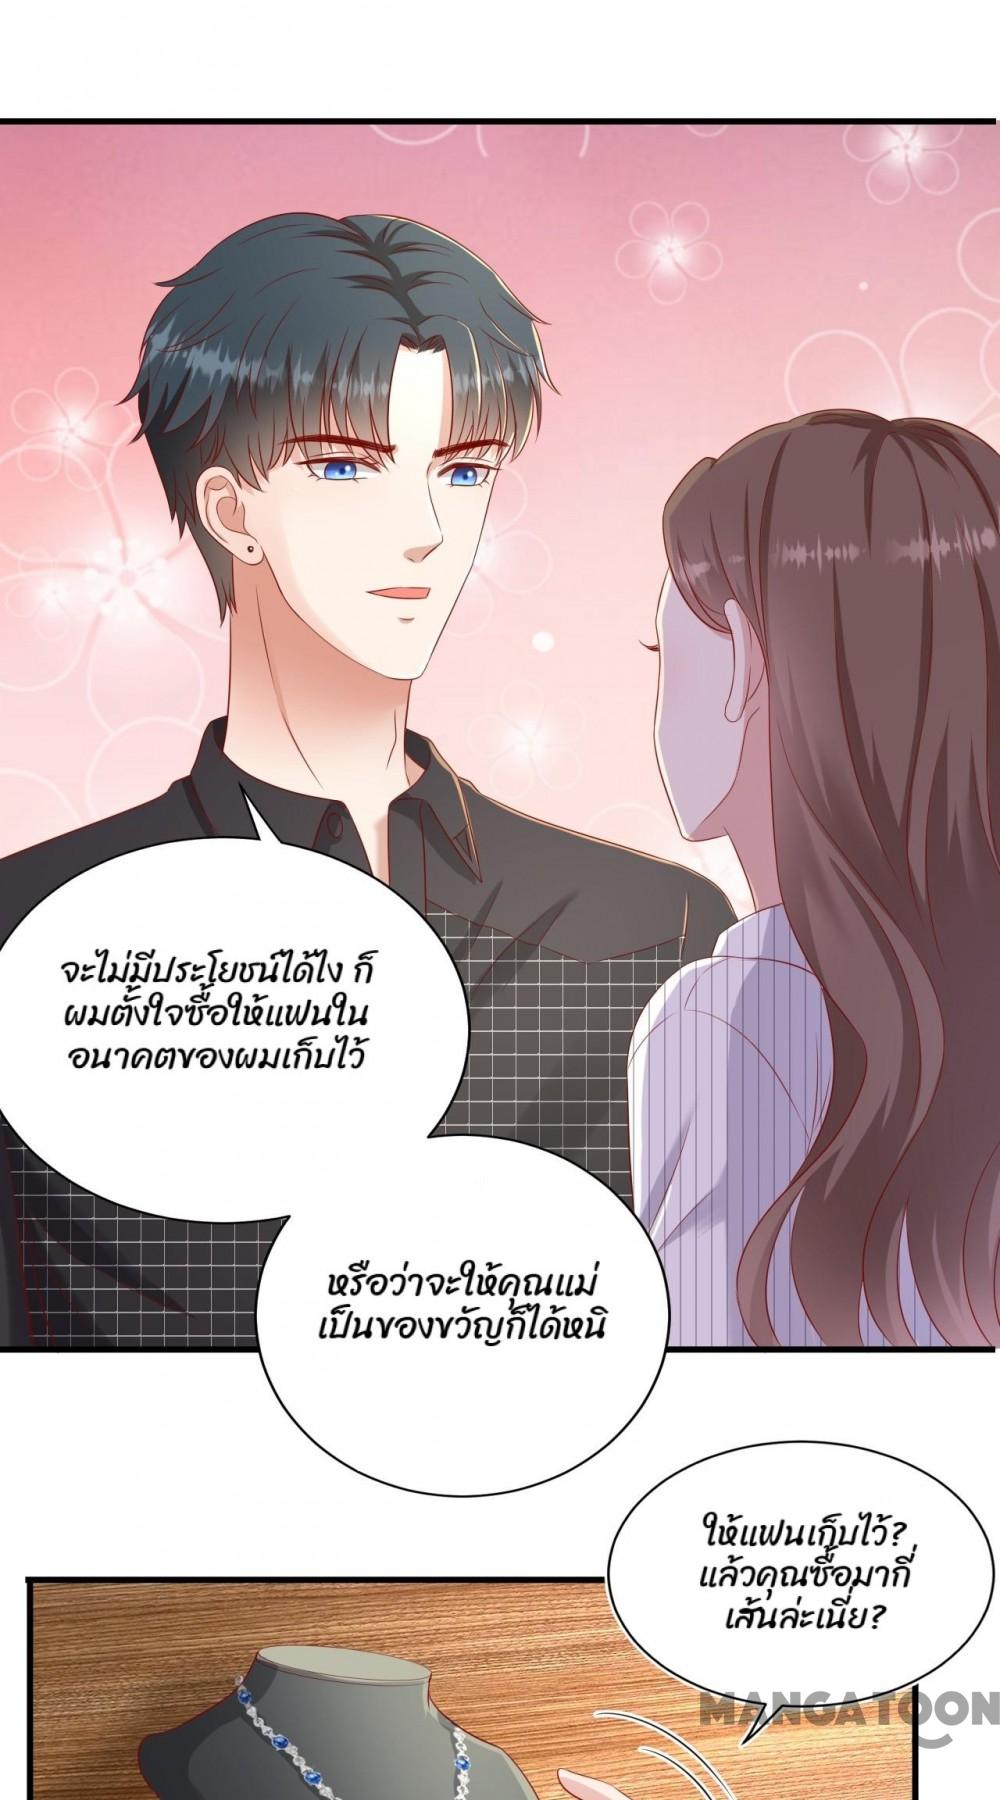 จะไม่มีประโยชน์ได้ไง ก็
ผมตั้งใจซื้อให้แฟนใน
อนาคตของผมเก็บไว้
หรือว่าจะให้คุณแม่
เป็นของขวัญก็ได้หนิ
ให้แฟนเก็บไว้?
แล้วคุณซื้อมากี่
เส้นล่ะเนี่ย?
MANGATOON